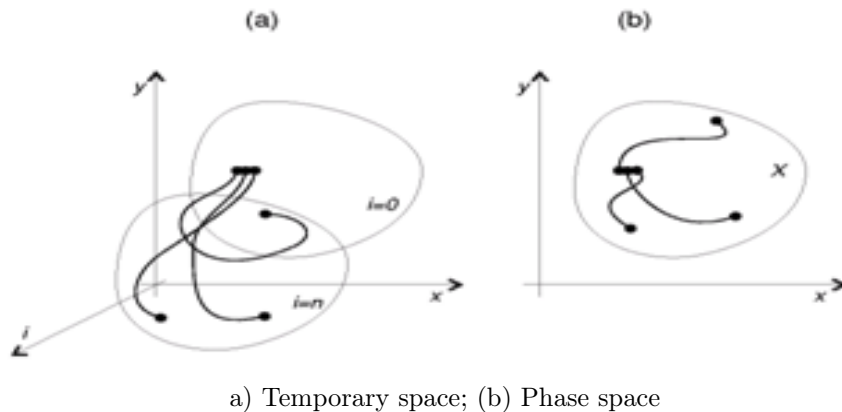 (a) (b)
y y
i=0 X
i=n
x x
i
a) Temporary space; (b) Phase space